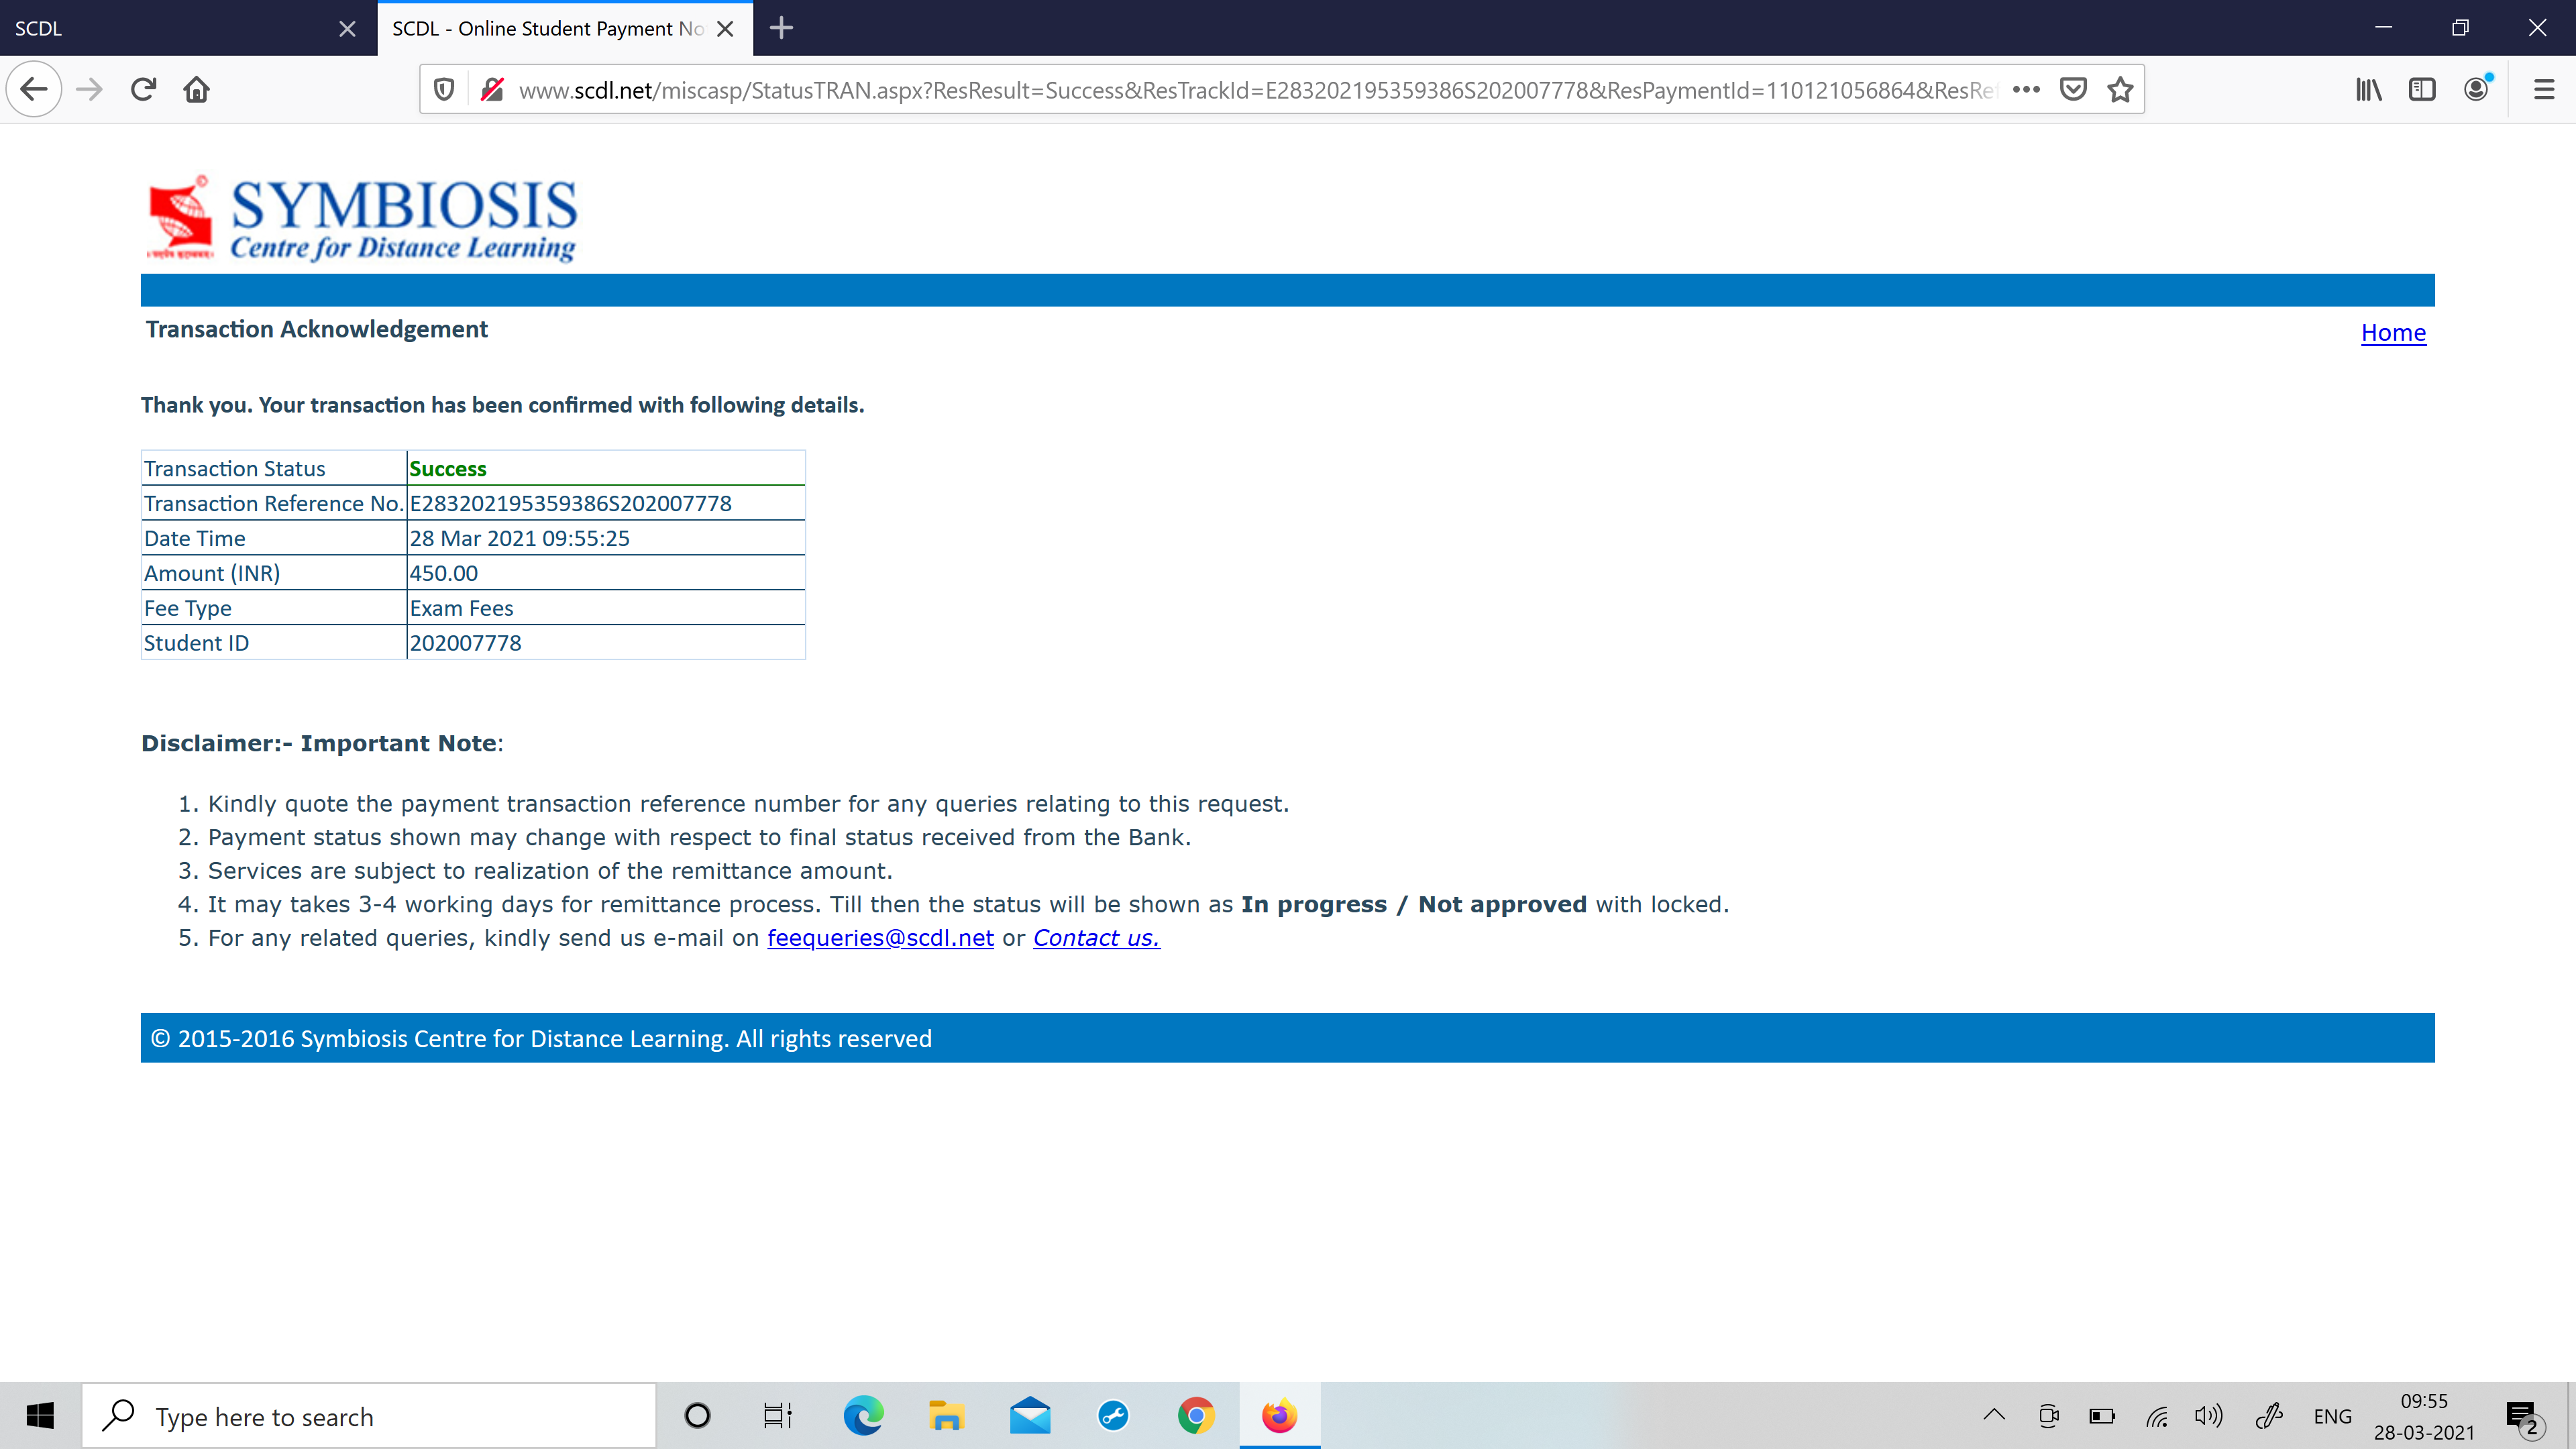 SCDL
SCDL - Online Student Payment No
www.scdl.net/miscasp/StatusTRAN.aspx?ResResult=Success&ResTrackId=E283202195359386S202007778&ResPaymentId=110121056864&ResRe
SYMBIOSIS
Centre for Distance Learning
Transaction Acknowledgement
Home
Thank you. Your transaction has been confirmed with following details.
Transaction Status Success
Transaction Reference No. E283202195359386S202007778
Date Time 28 Mar 2021 09:55:25
Amount (INR) 450.00
Fee Type Exam Fees
Student ID 202007778
Disclaimer:- Important Note:
1. Kindly quote the payment transaction reference number for any queries relating to this request.
2. Payment status shown may change with respect to final status received from the Bank.
3. Services are subject to realization of the remittance amount.
4. It may takes 3-4 working days for remittance process. Till then the status will be shown as In progress / Not approved with locked.
5. For any related queries, kindly send us e-mail on feequeries@scdl.net or Contact us.
© 2015-2016 Symbiosis Centre for Distance Learning. All rights reserved
Type here to search
ENG
09:55
28-03-2021
2